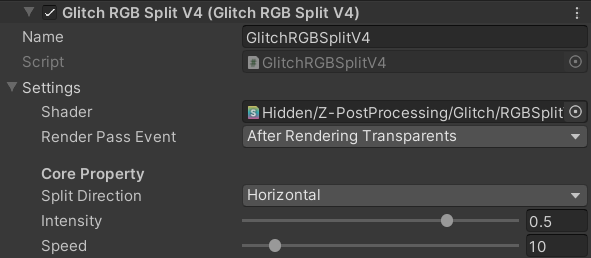 Glitch RGB Split V4 (Glitch RGB Split V4)
Name GlitchRGBSplitV4
Script GlitchRGBSplitV4
Settings
Shader Hidden/Z-PostProcessing/Glitch/RGBSplit
Render Pass Event After Rendering Transparents
Core Property
Split Direction Horizontal
Intensity 0.5
Speed 10